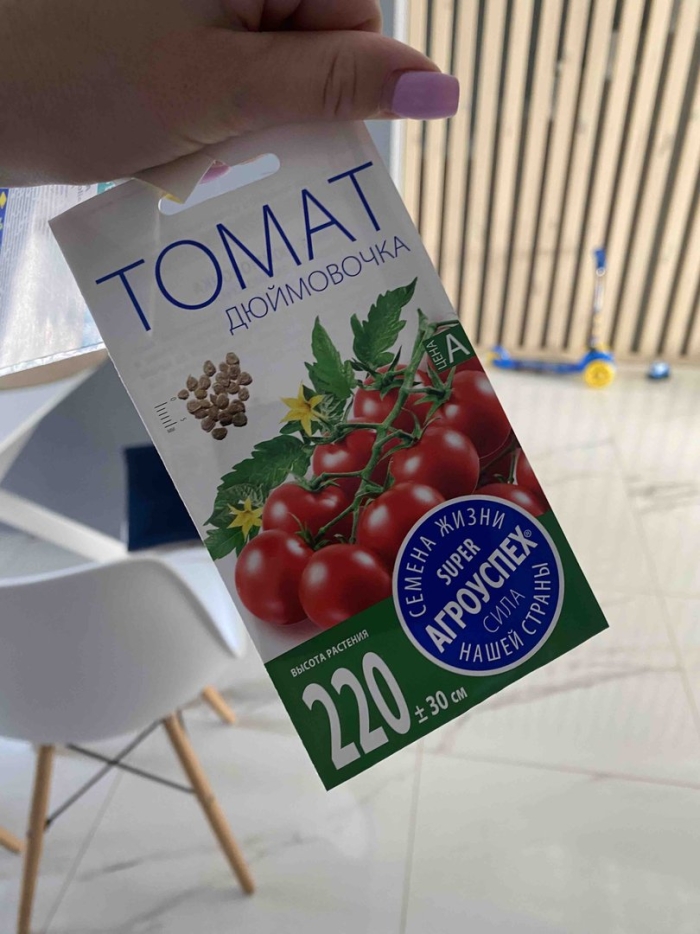 ТОМАТ
ДЮЙМОВОЧКА
ЦЕНА А
СЕМЕНА ЖИЗНИ
SUPER
АГРОУСПЕХ®
СИЛА
НАШЕЙ СТРАНЫ
ВЫСОТА РАСТЕНИЯ
220 ± 30 см